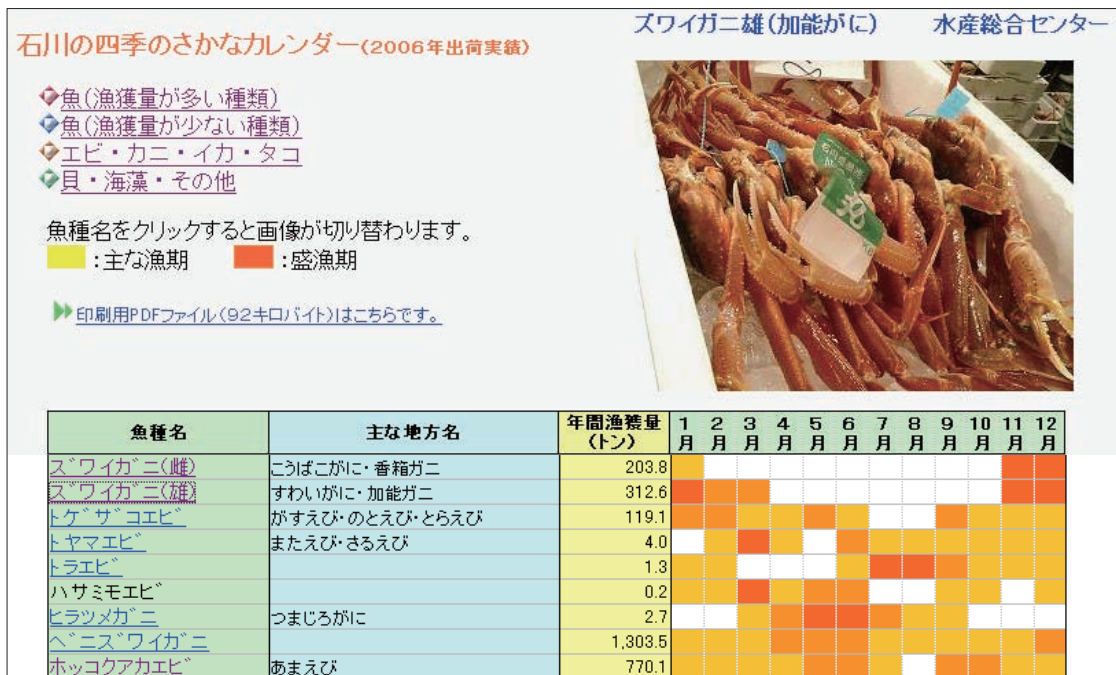 石川の四季のさかなカレンダー(2006年出荷実績)
ズワイガニ雄(加能がに) 水産総合センター
魚(漁獲量が多い種類)
魚(漁獲量が少ない種類)
エビ・カニ・イカ・タコ
貝・海藻・その他
魚種名をクリックすると画像が切り替わります。
:主な漁期 :盛漁期
印刷用PDFファイル(92キロバイト)はこちらです。
丸
魚種名 主な地方名 年間漁獲量(トン) 1月 2月 3月 4月 5月 6月 7月 8月 9月 10月 11月 12月
ズワイガニ(雌) こうばこがに・香箱ガニ 203.8
ズワイガニ(雄) すわいがに・加能ガニ 312.6
トゲザコエビ がすえび・のとえび・とらえび 119.1
トヤマエビ またえび・さるえび 4.0
トラエビ 1.3
ハサミモエビ 0.2
ヒラツメガニ つまじろがに 2.7
ベニズワイガニ 1,303.5
ホッコクアカエビ あまえび 770.1